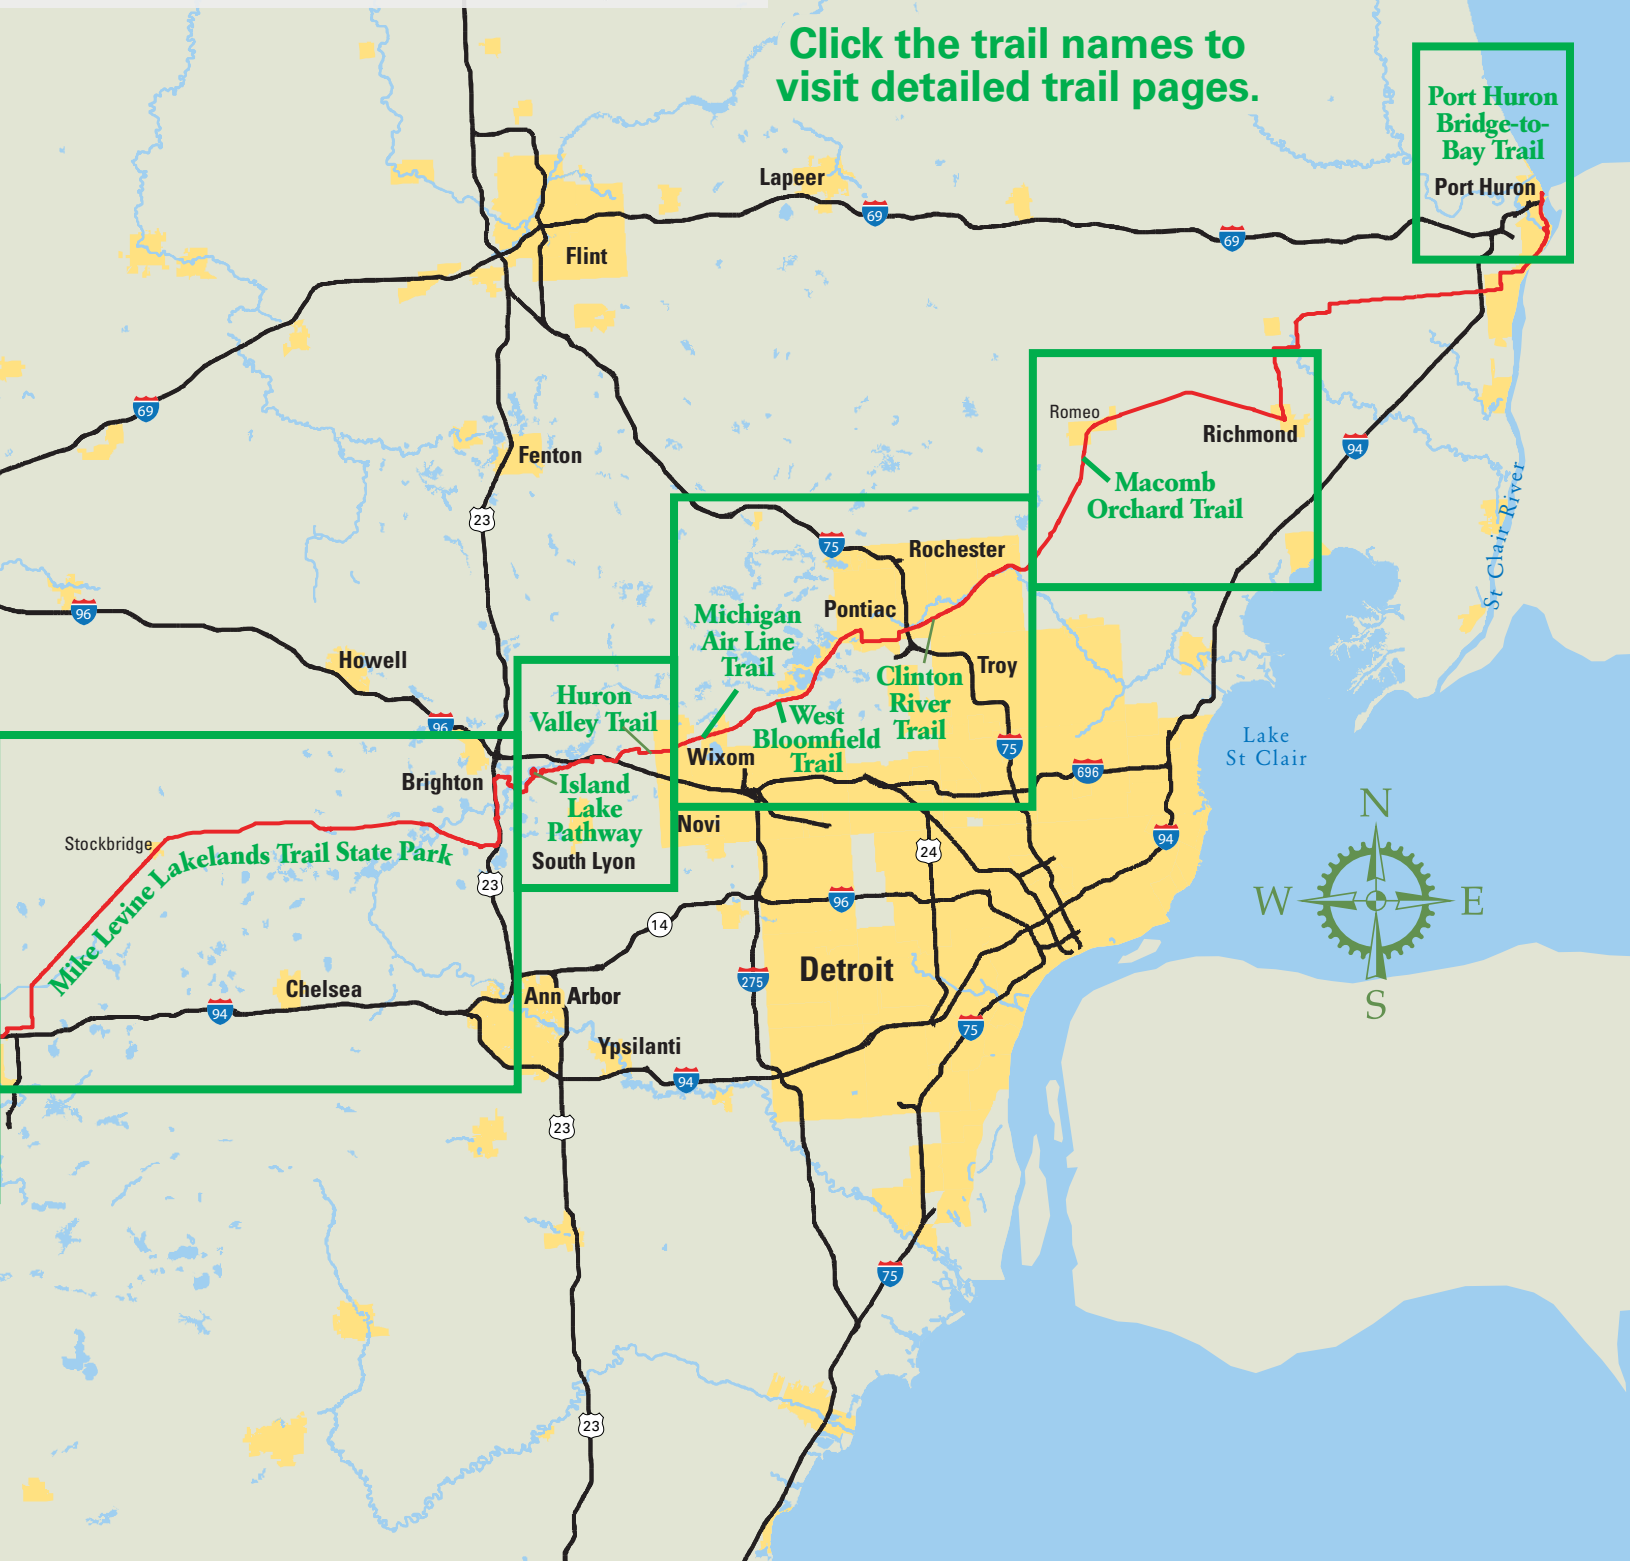 Click the trail names to
visit detailed trail pages.
Port Huron
Bridge-to-
Bay Trail
Port Huron
Lapeer
69
69
Flint
69
Romeo
Richmond
94
Macomb
Orchard Trail
Fenton
23
St Clair River
75
Rochester
96
Pontiac
Michigan
Air Line
Trail
Howell
Troy
Clinton
River
Trail
Huron
Valley Trail
96
West
Bloomfield
Trail
Wixom
75
696
Lake
St Clair
Brighton
Island
Lake
Pathway
Novi
94
N
W
E
S
24
Stockbridge
Mike Levine Lakelands Trail State Park
South Lyon
23
96
14
Detroit
275
Chelsea
Ann Arbor
94
75
Ypsilanti
94
23
75
23